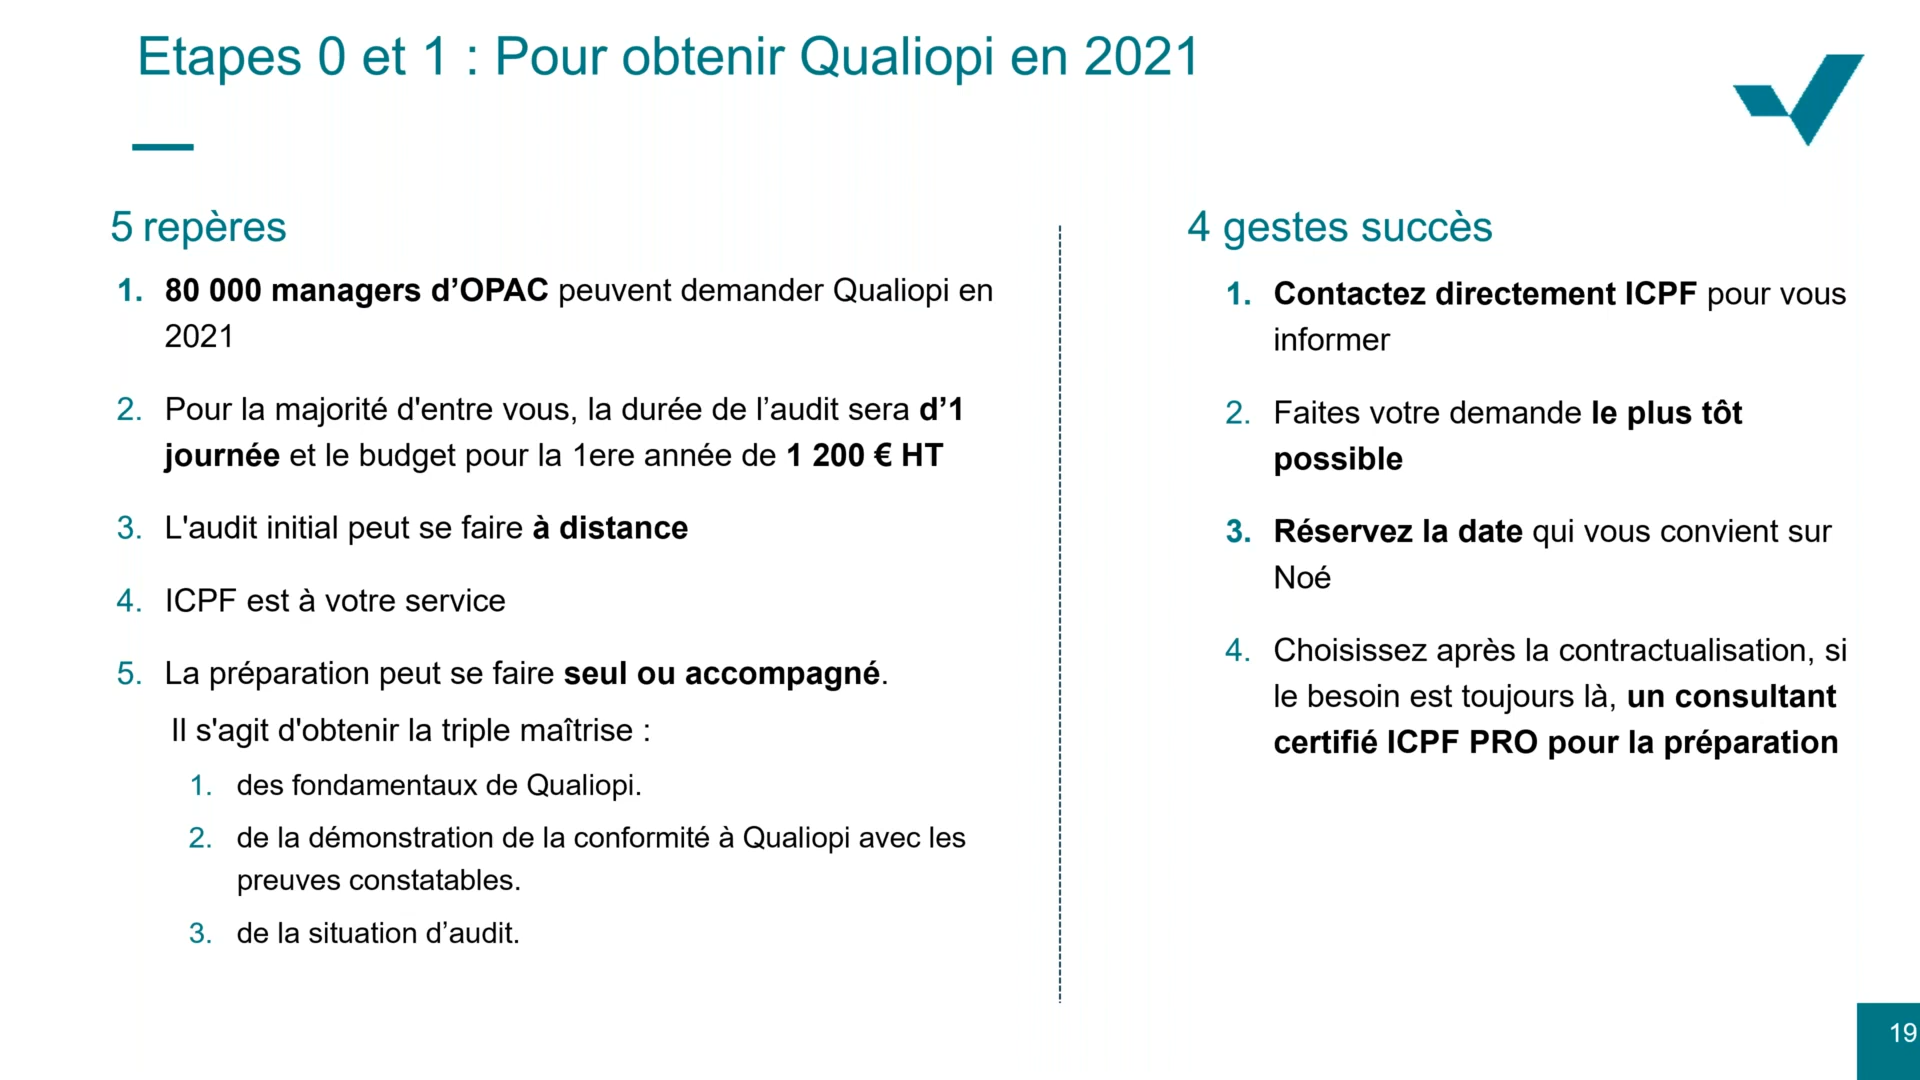 Etapes 0 et 1 : Pour obtenir Qualiopi en 2021
5 repères
1. 80 000 managers d’OPAC peuvent demander Qualiopi en
2021
2. Pour la majorité d'entre vous, la durée de l’audit sera d’1
journée et le budget pour la 1ere année de 1 200 € HT
3. L'audit initial peut se faire à distance
4. ICPF est à votre service
5. La préparation peut se faire seul ou accompagné.
Il s'agit d'obtenir la triple maîtrise :
1. des fondamentaux de Qualiopi.
2. de la démonstration de la conformité à Qualiopi avec les
preuves constatables.
3. de la situation d’audit.
4 gestes succès
1. Contactez directement ICPF pour vous
informer
2. Faites votre demande le plus tôt
possible
3. Réservez la date qui vous convient sur
Noé
4. Choisissez après la contractualisation, si
le besoin est toujours là, un consultant
certifié ICPF PRO pour la préparation
19